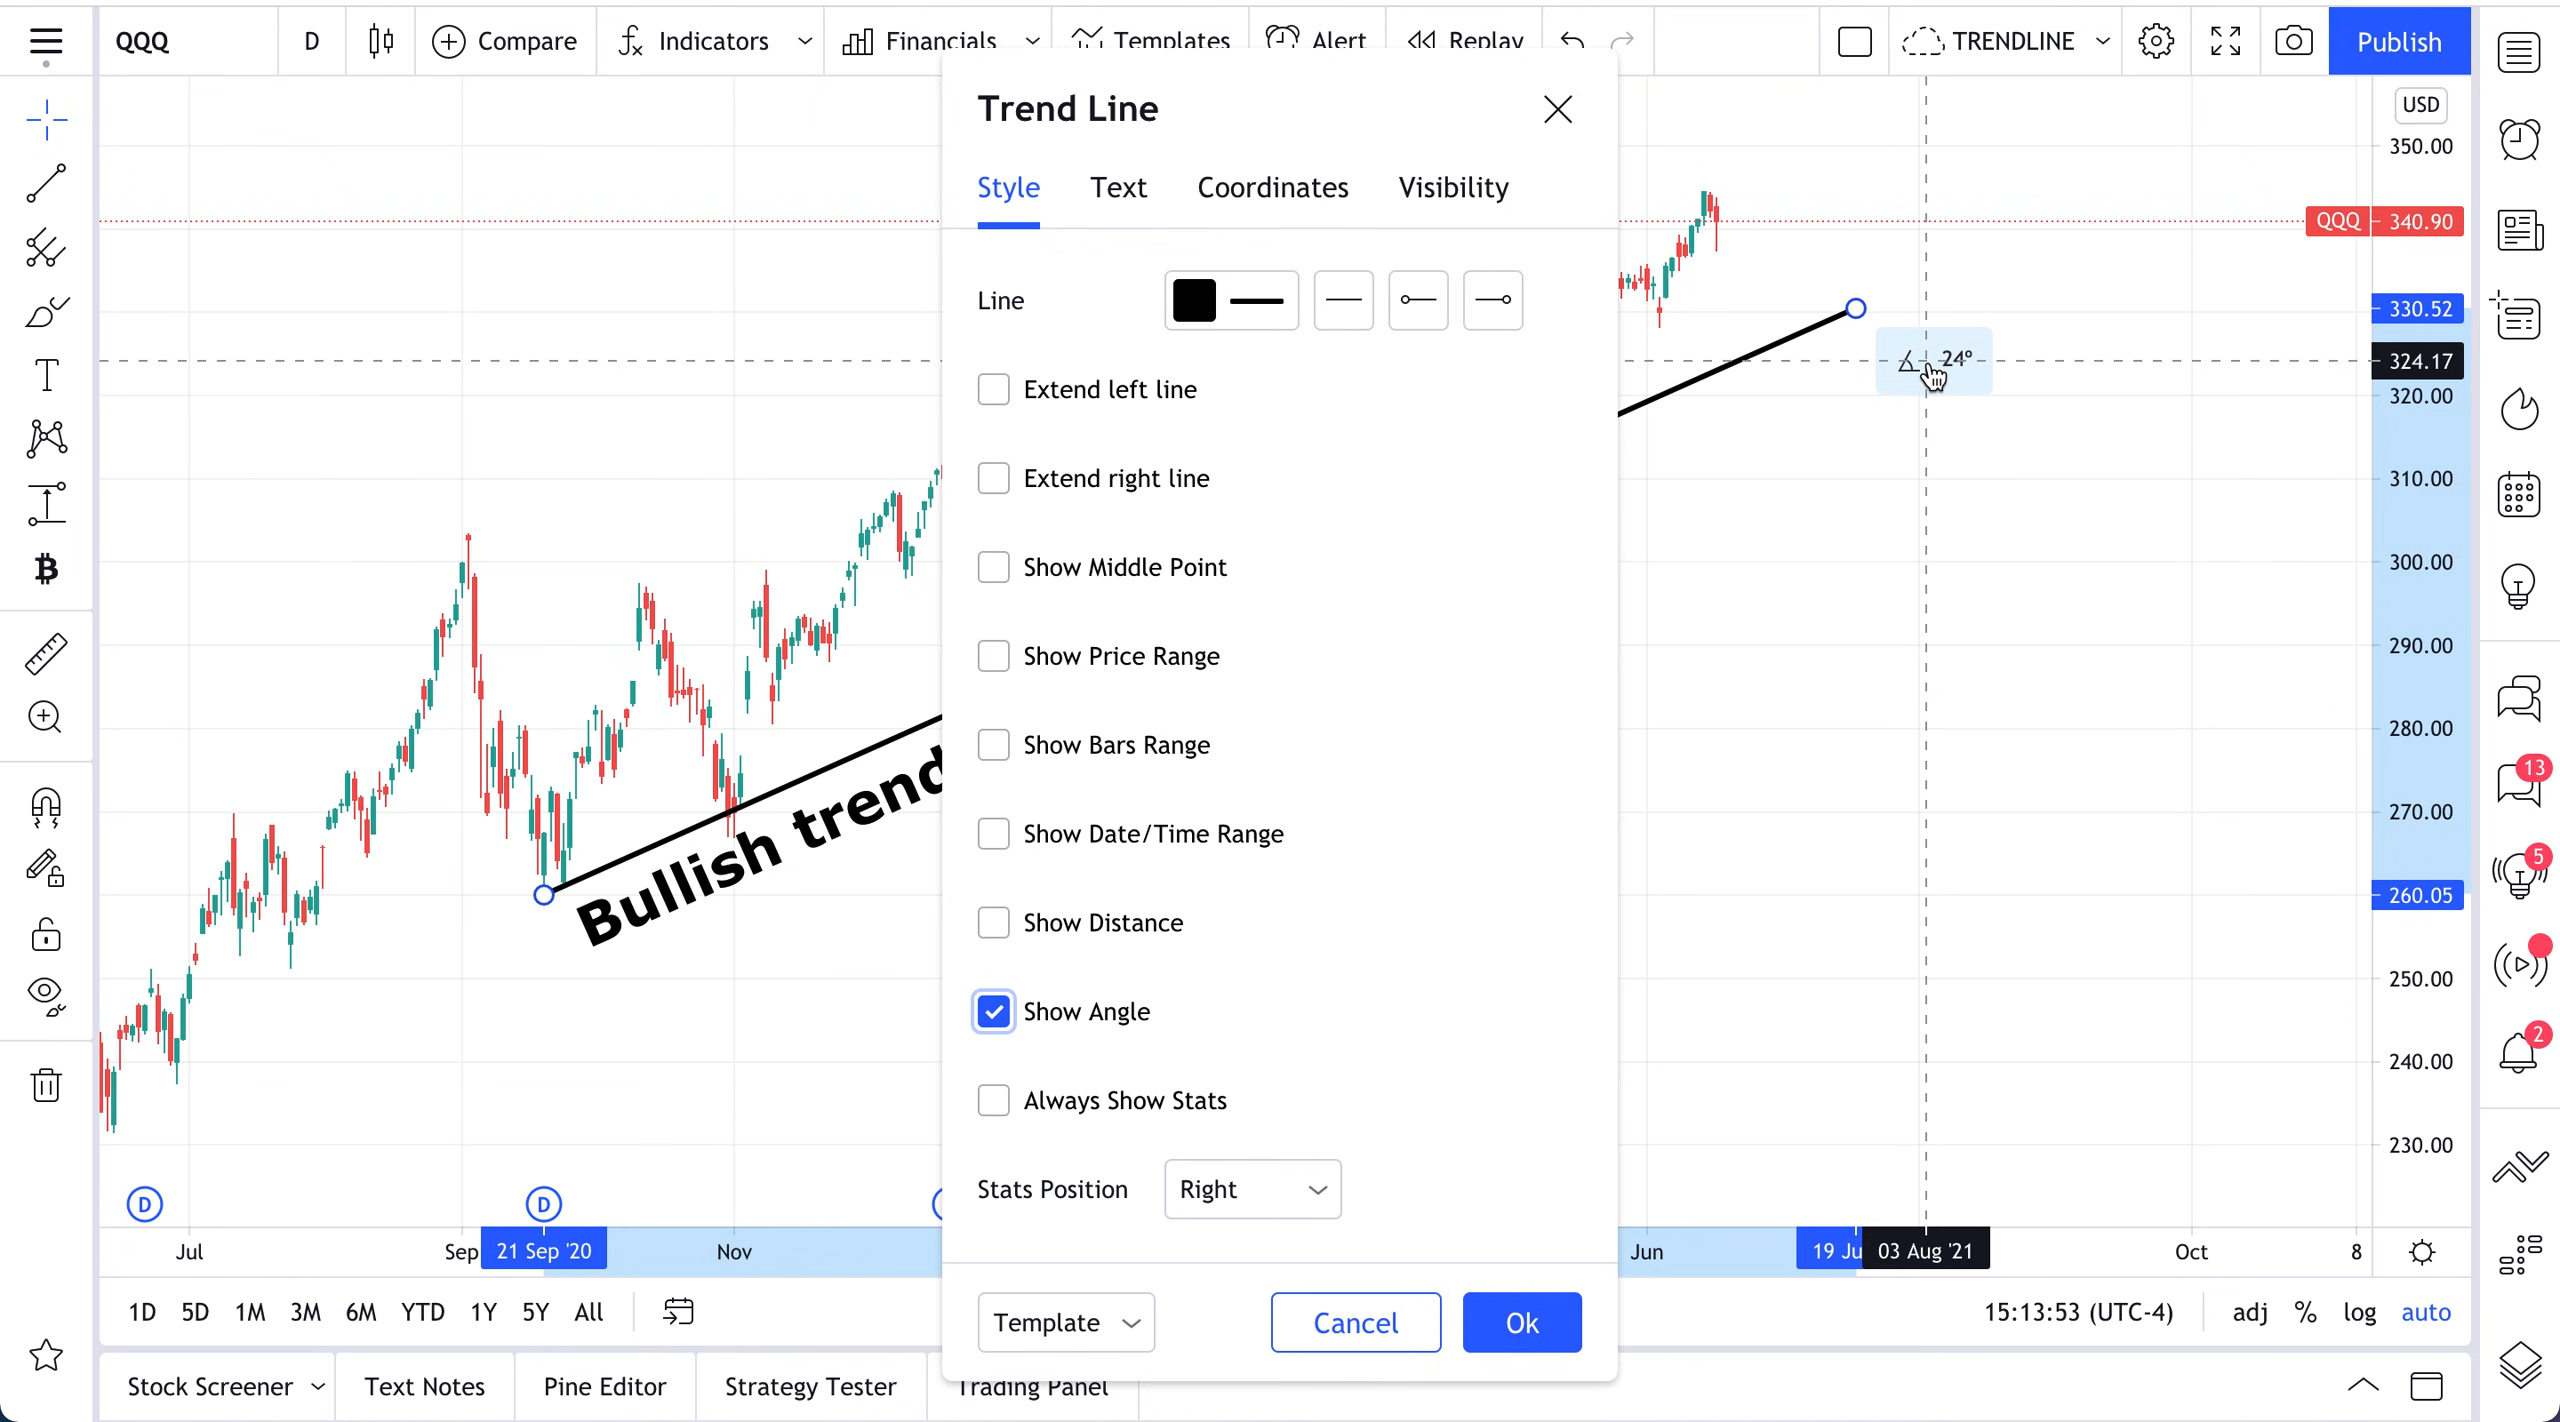 QQQ
D
Compare
Indicators
Financials
Templates
Alert
Replay
TRENDLINE
Publish
Trend Line
Style
Text
Coordinates
Visibility
Line
Extend left line
Extend right line
Show Middle Point
Show Price Range
Show Bars Range
Show Date/Time Range
Show Distance
Show Angle
Always Show Stats
Stats Position
Right
Template
Cancel
Ok
Bullish trend
24°
USD
350.00
QQQ 340.90
330.52
324.17
320.00
310.00
300.00
290.00
280.00
270.00
260.05
250.00
240.00
230.00
13
5
2
D
D
Jul
Sep
21 Sep '20
Nov
Jun
19 Ju
03 Aug '21
Oct
8
1D 5D 1M 3M 6M YTD 1Y 5Y All
15:13:53 (UTC-4)
adj % log auto
Stock Screener
Text Notes
Pine Editor
Strategy Tester
Trading Panel